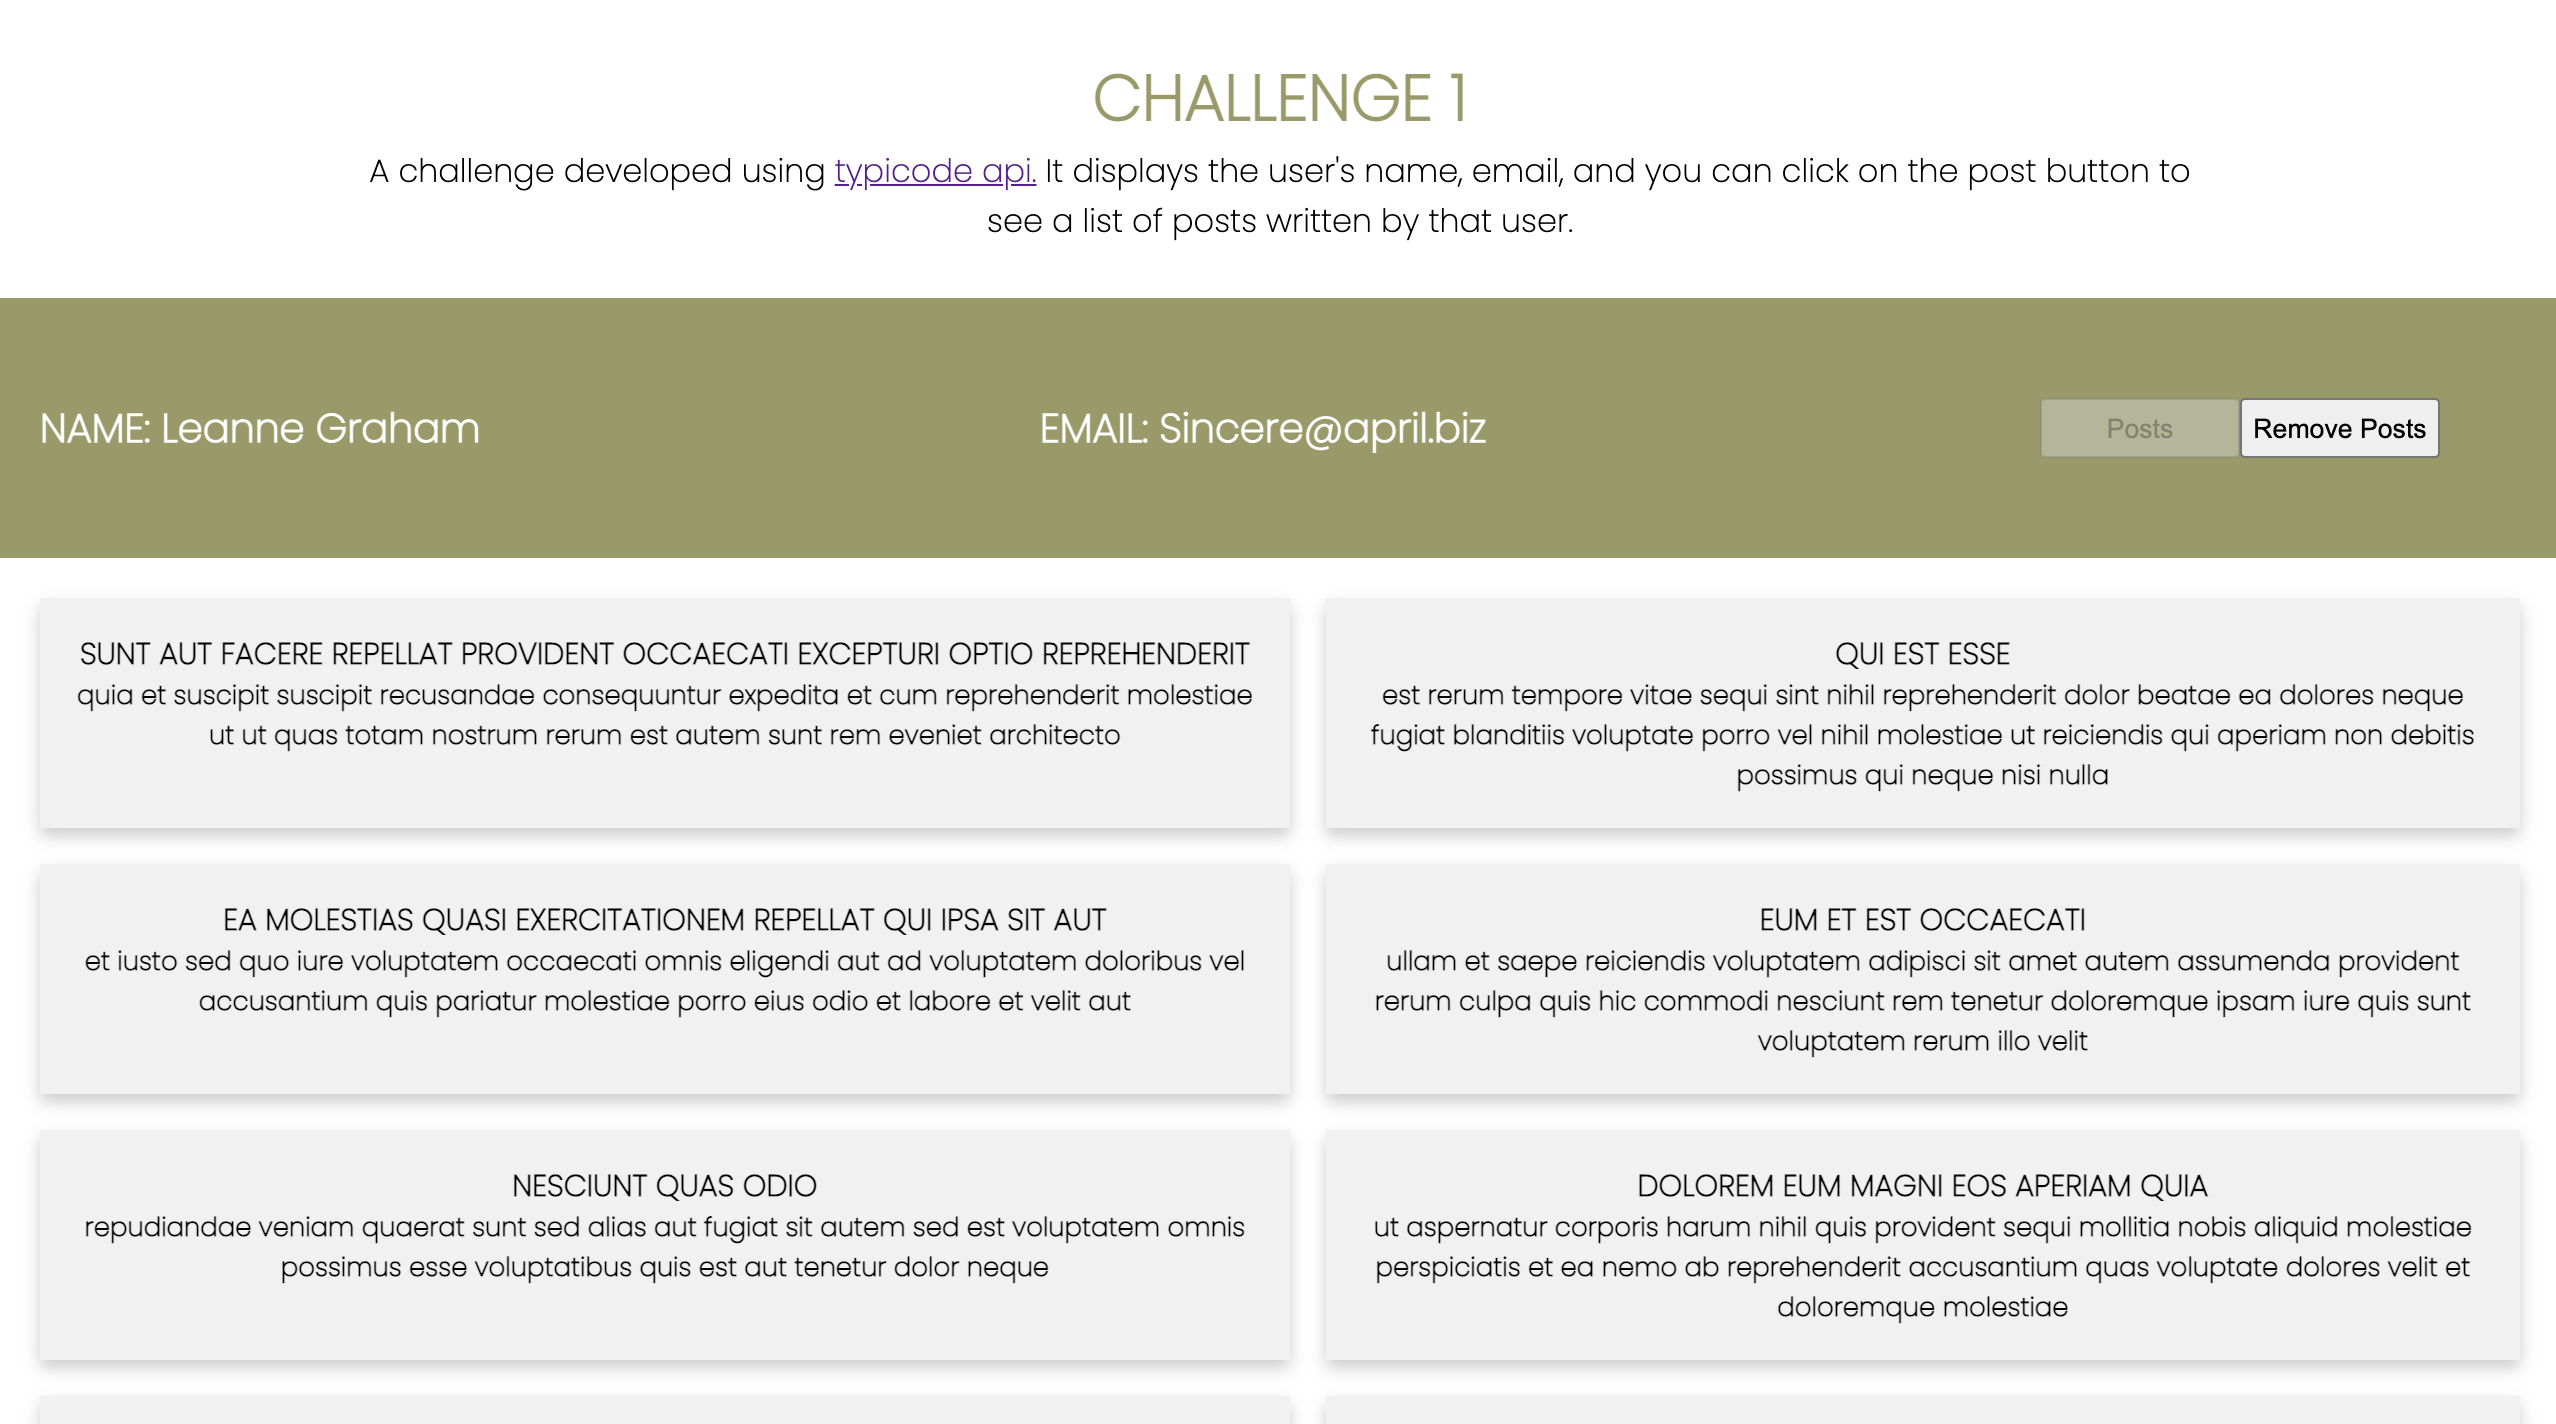 CHALLENGE 1
A challenge developed using typicode api. It displays the user's name, email, and you can click on the post button to
see a list of posts written by that user.
NAME: Leanne Graham
EMAIL: Sincere@april.biz
Posts
Remove Posts
SUNT AUT FACERE REPELLAT PROVIDENT OCCAECATI EXCEPTURI OPTIO REPREHENDERIT
quia et suscipit suscipit recusandae consequuntur expedita et cum reprehenderit molestiae
ut ut quas totam nostrum rerum est autem sunt rem eveniet architecto
QUI EST ESSE
est rerum tempore vitae sequi sint nihil reprehenderit dolor beatae ea dolores neque
fugiat blanditiis voluptate porro vel nihil molestiae ut reiciendis qui aperiam non debitis
possimus qui neque nisi nulla
EA MOLESTIAS QUASI EXERCITATIONEM REPELLAT QUI IPSA SIT AUT
et iusto sed quo iure voluptatem occaecati omnis eligendi aut ad voluptatem doloribus vel
accusantium quis pariatur molestiae porro eius odio et labore et velit aut
EUM ET EST OCCAECATI
ullam et saepe reiciendis voluptatem adipisci sit amet autem assumenda provident
rerum culpa quis hic commodi nesciunt rem tenetur doloremque ipsam iure quis sunt
voluptatem rerum illo velit
NESCIUNT QUAS ODIO
repudiandae veniam quaerat sunt sed alias aut fugiat sit autem sed est voluptatem omnis
possimus esse voluptatibus quis est aut tenetur dolor neque
DOLOREM EUM MAGNI EOS APERIAM QUIA
ut aspernatur corporis harum nihil quis provident sequi mollitia nobis aliquid molestiae
perspiciatis et ea nemo ab reprehenderit accusantium quas voluptate dolores velit et
doloremque molestiae